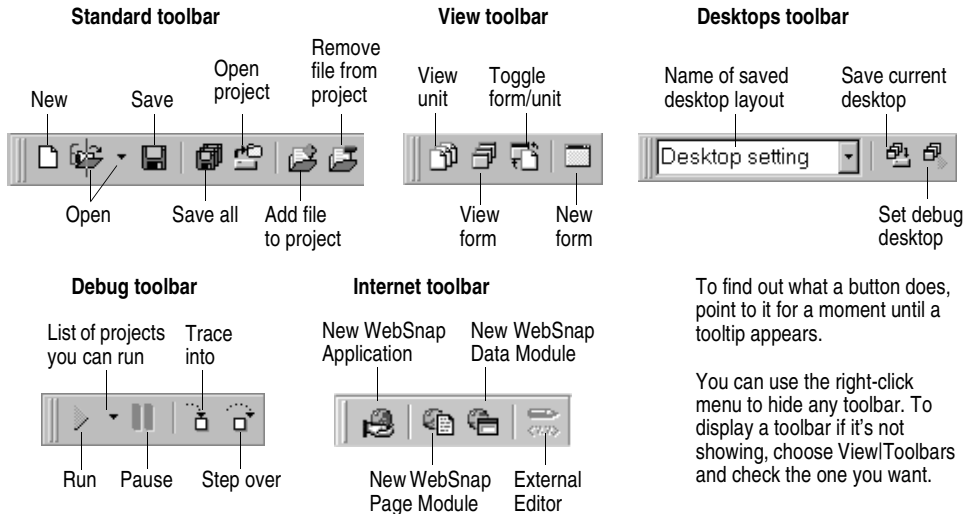 Standard toolbar
New
Save
Open
project
Remove
file from
project
Open
Save all
Add file
to project
View toolbar
View
unit
Toggle
form/unit
View
form
New
form
Desktops toolbar
Name of saved
desktop layout
Save current
desktop
Desktop setting
Set debug
desktop
Debug toolbar
List of projects
you can run
Trace
into
Run
Pause
Step over
Internet toolbar
New WebSnap
Application
New WebSnap
Data Module
New WebSnap
Page Module
External
Editor
To find out what a button does,
point to it for a moment until a
tooltip appears.
You can use the right-click
menu to hide any toolbar. To
display a toolbar if it's not
showing, choose View|Toolbars
and check the one you want.